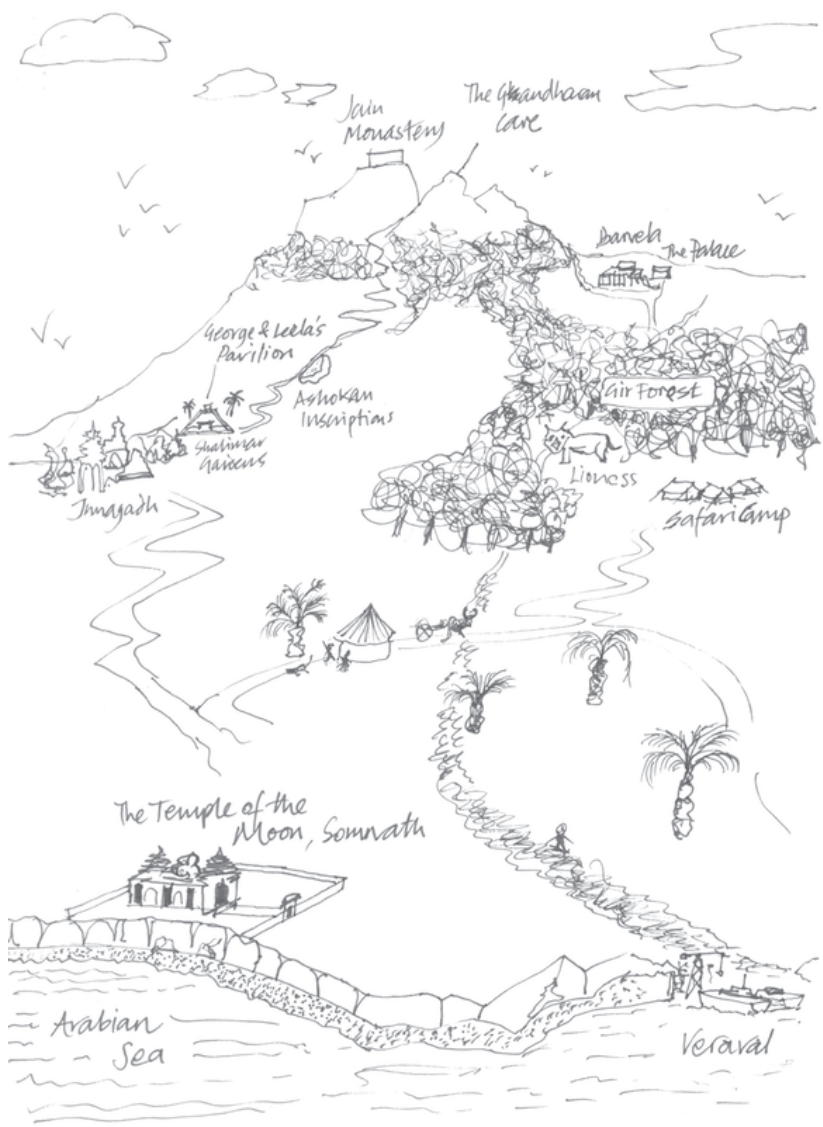 Jain
Monastery
The Gandhaaran
Cave
The Palace
George & Leela's
Pavilion
Ashokan
Inscriptions
Gir Forest
Shalimar
Gardens
Lioness
Junagadh
Safari Camp
The Temple of the
Moon, Somnath
Arabian
Sea
Veraval